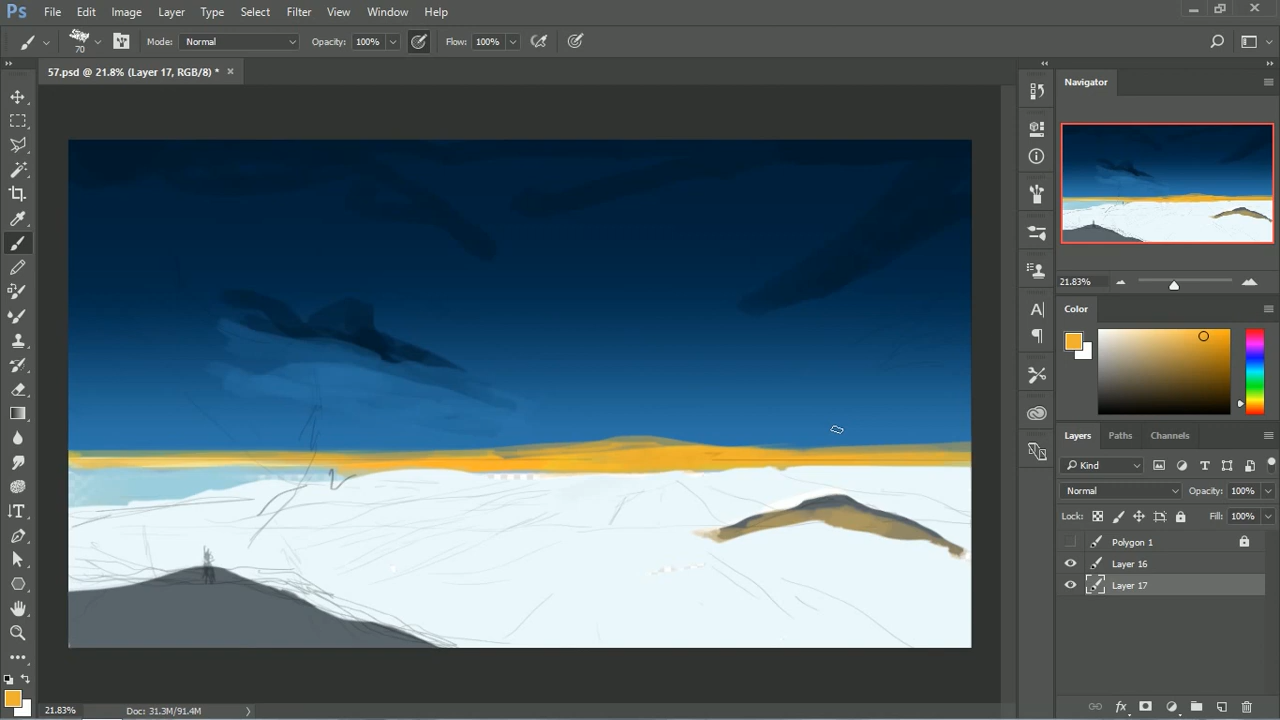 Ps File Edit Image Layer Type Select Filter View Window Help
70 Mode: Normal Opacity: 100% Flow: 100%
57.psd @ 21.8% (Layer 17, RGB/8) * ×
Navigator
21.83%
Color
Layers Paths Channels
Kind
Normal Opacity: 100%
Lock: Fill: 100%
Polygon 1
Layer 16
Layer 17
21.83% Doc: 31.3M/91.4M